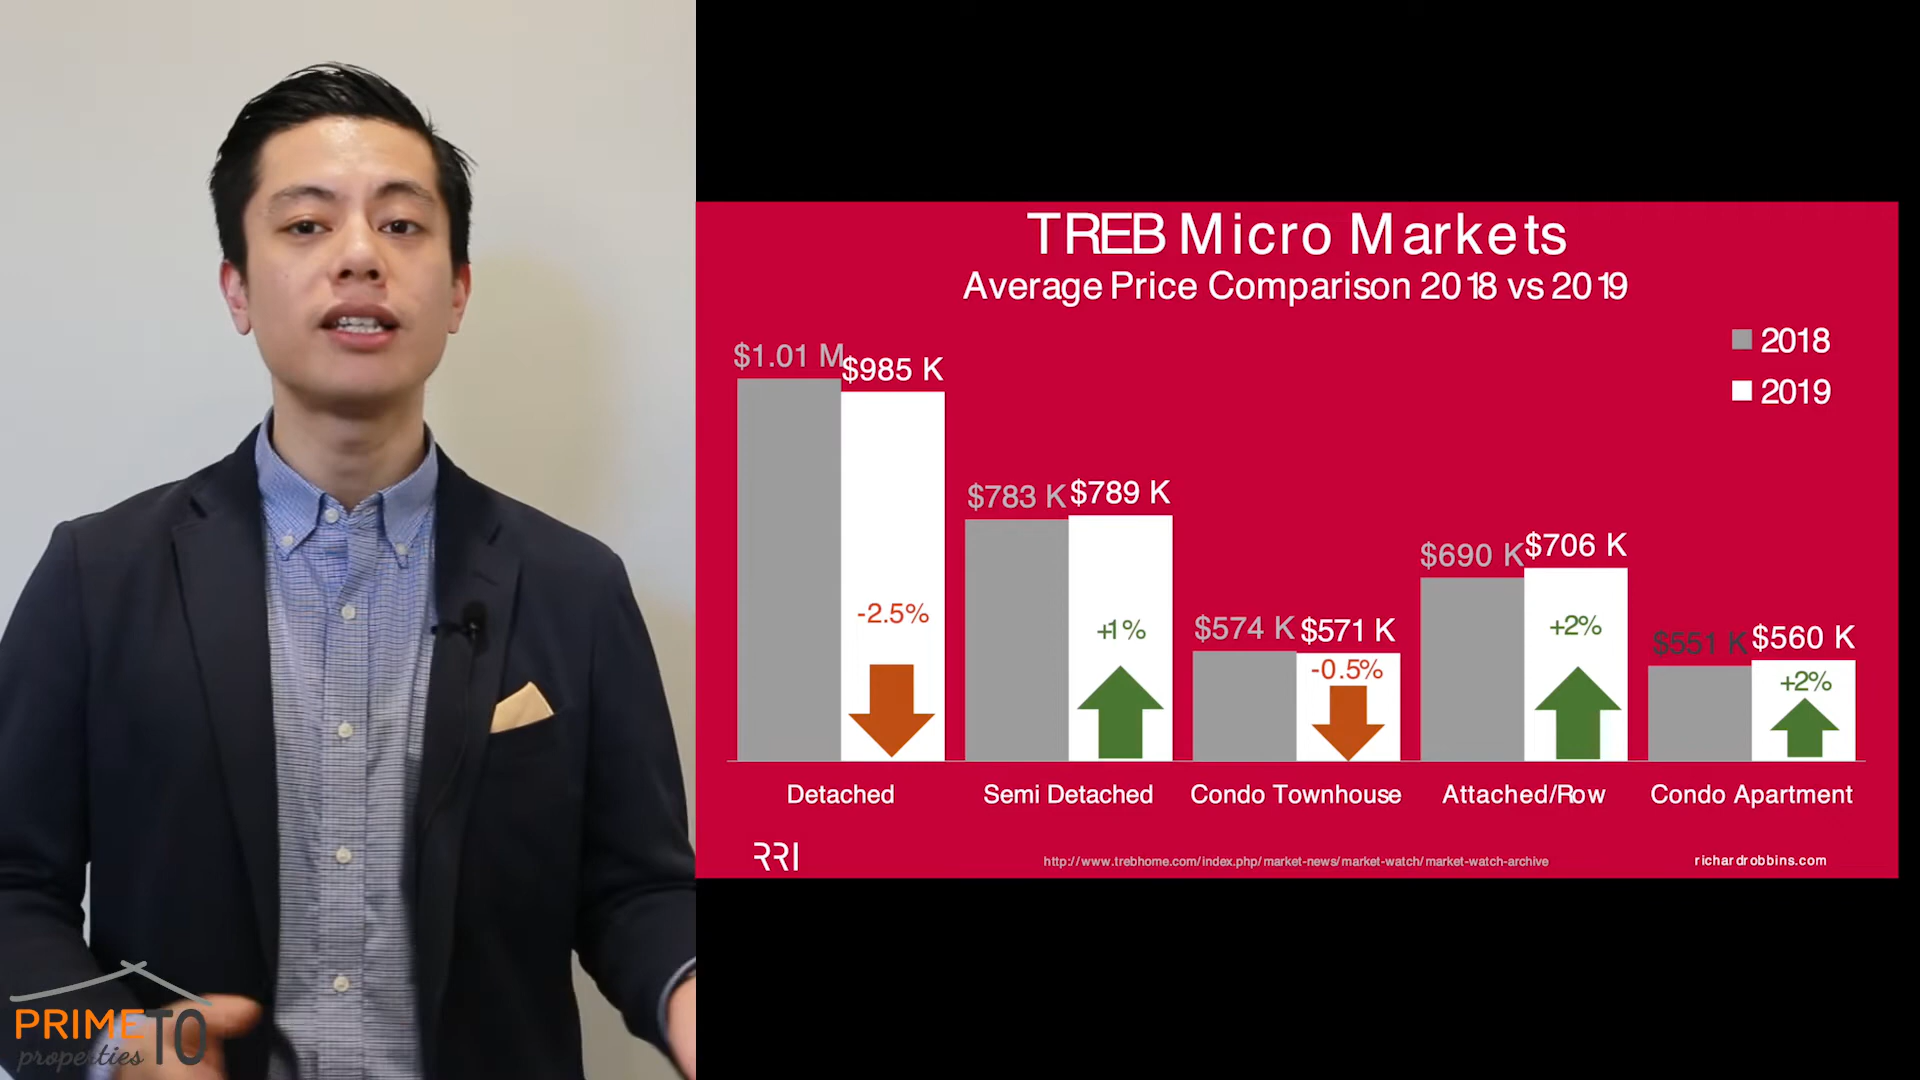 TREB Micro Markets
Average Price Comparison 2018 vs 2019
2018
2019
$1.01 M
$985 K
-2.5%
$783 K
$789 K
+1%
$574 K
$571 K
-0.5%
$690 K
$706 K
+2%
$551 K
$560 K
+2%
Detached
Semi Detached
Condo Townhouse
Attached/Row
Condo Apartment
RRI
http://www.trebhome.com/index.php/market-news/market-watch/market-watch-archive
richardrobbins.com
PRIME TO
properties